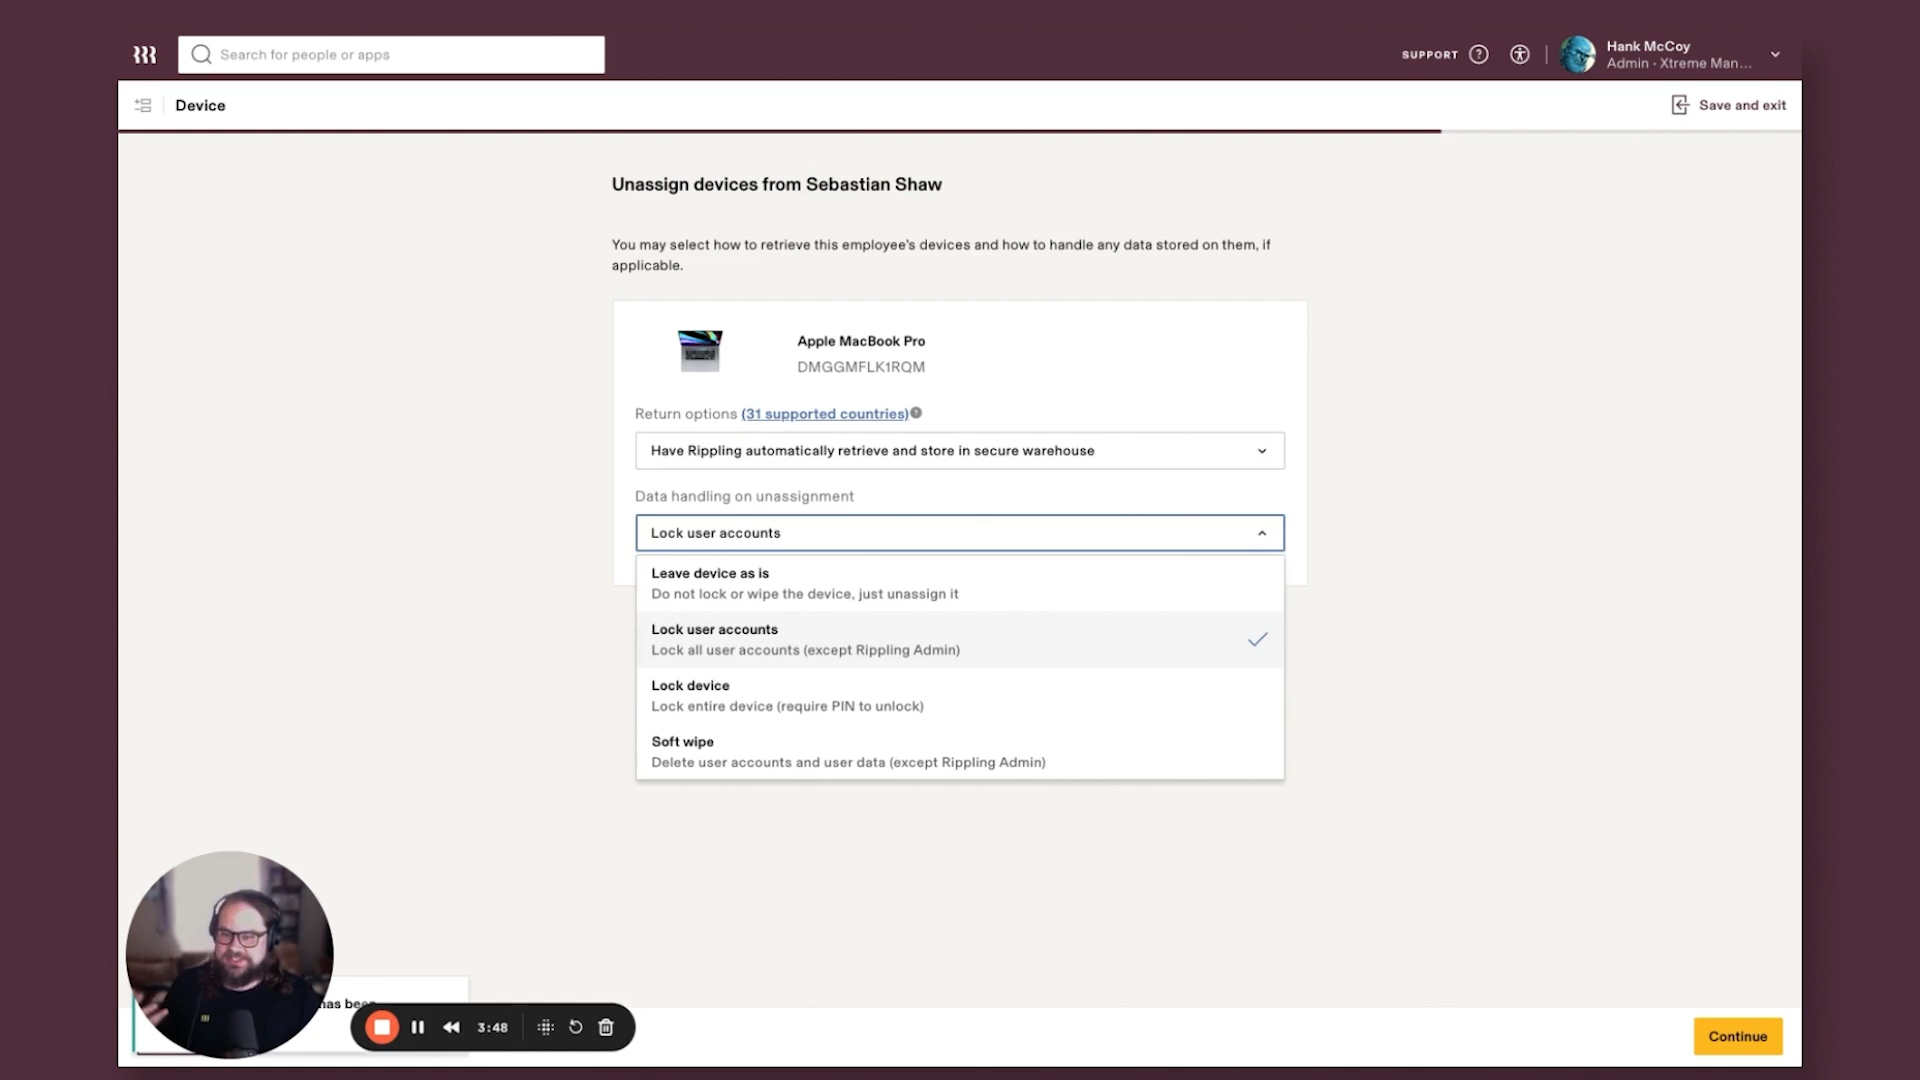 Search for people or apps
SUPPORT
Hank McCoy
Admin · Xtreme Man...
Device
Save and exit
Unassign devices from Sebastian Shaw
You may select how to retrieve this employee's devices and how to handle any data stored on them, if
applicable.
Apple MacBook Pro
DMGGMFLK1RQM
Return options (31 supported countries)
Have Rippling automatically retrieve and store in secure warehouse
Data handling on unassignment
Lock user accounts
Leave device as is
Do not lock or wipe the device, just unassign it
Lock user accounts
Lock all user accounts (except Rippling Admin)
Lock device
Lock entire device (require PIN to unlock)
Soft wipe
Delete user accounts and user data (except Rippling Admin)
has been
3:48
Continue